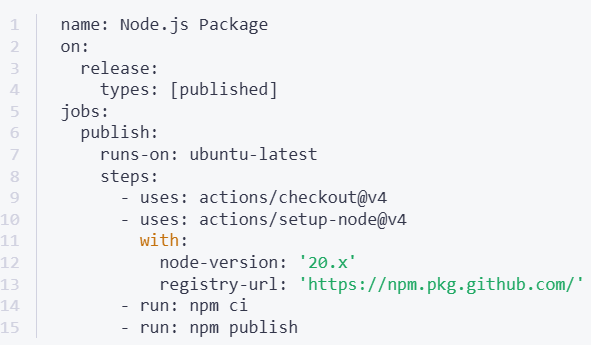 1 name: Node.js Package
2 on:
3   release:
4     types: [published]
5 jobs:
6   publish:
7     runs-on: ubuntu-latest
8     steps:
9       - uses: actions/checkout@v4
10       - uses: actions/setup-node@v4
11         with:
12           node-version: '20.x'
13           registry-url: 'https://npm.pkg.github.com/'
14       - run: npm ci
15       - run: npm publish